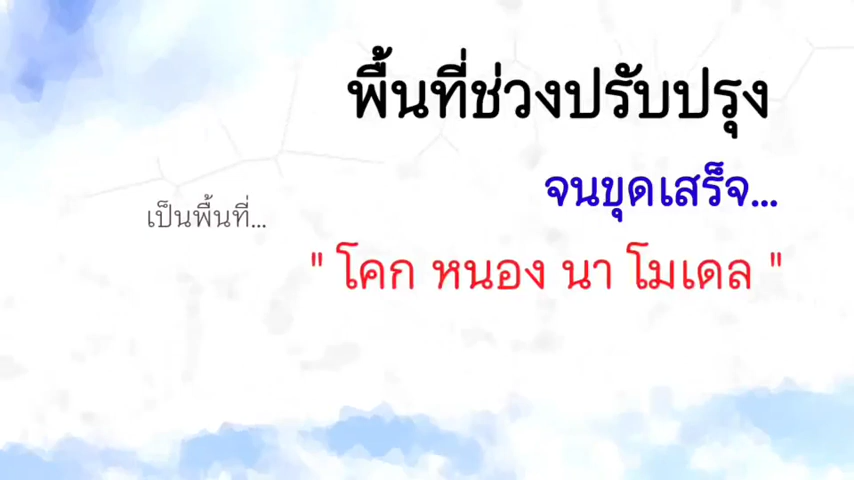 พื้นที่ช่วงปรับปรุง
จนขุดเสร็จ...
เป็นพื้นที่...
" โคก หนอง นา โมเดล "